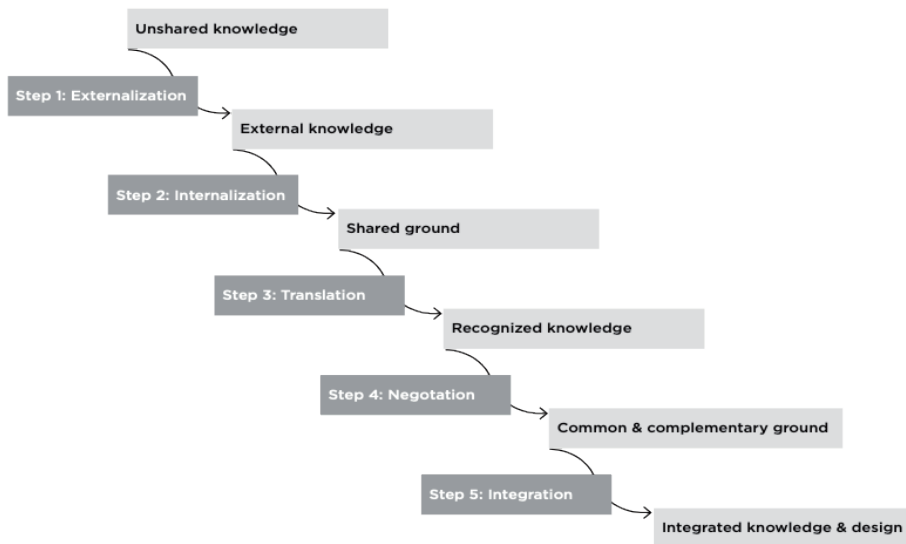 Unshared knowledge
Step 1: Externalization
External knowledge
Step 2: Internalization
Shared ground
Step 3: Translation
Recognized knowledge
Step 4: Negotation
Common & complementary ground
Step 5: Integration
Integrated knowledge & design